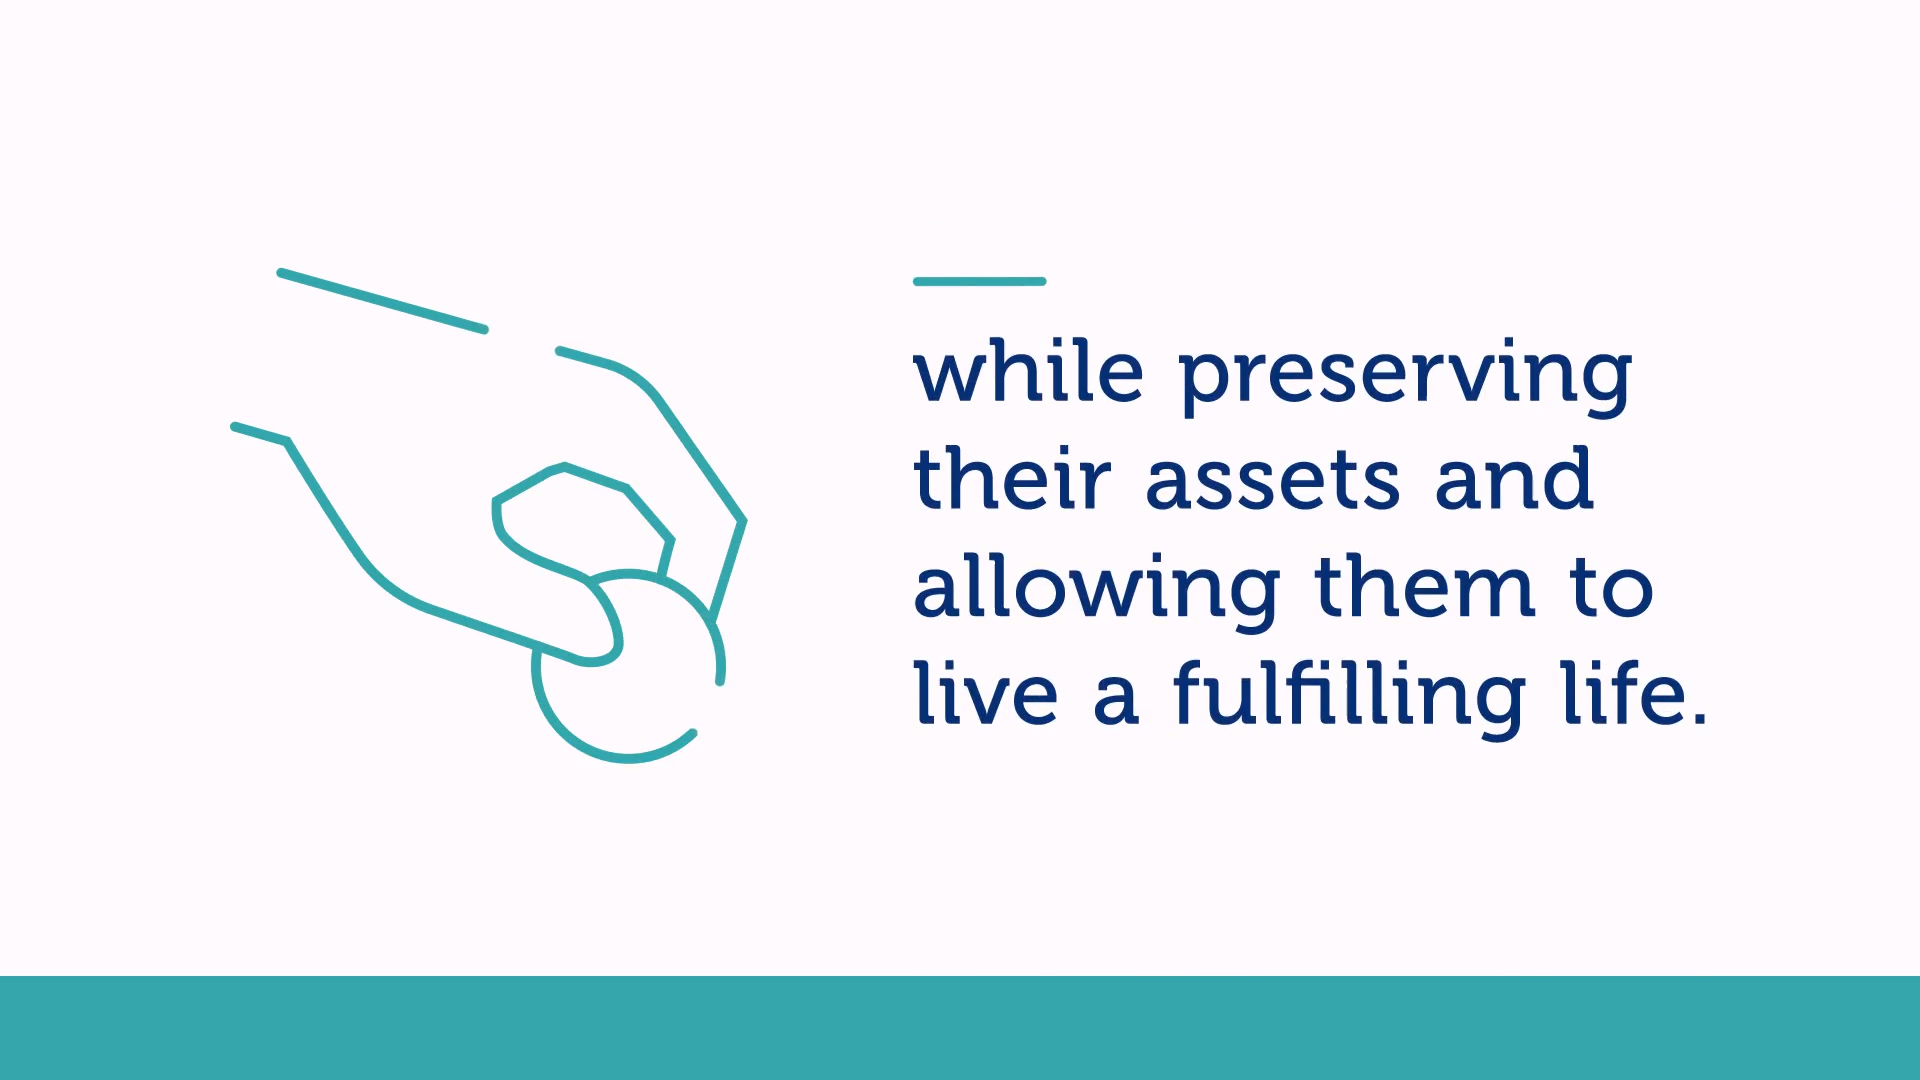 while preserving
their assets and
allowing them to
live a fulfilling life.